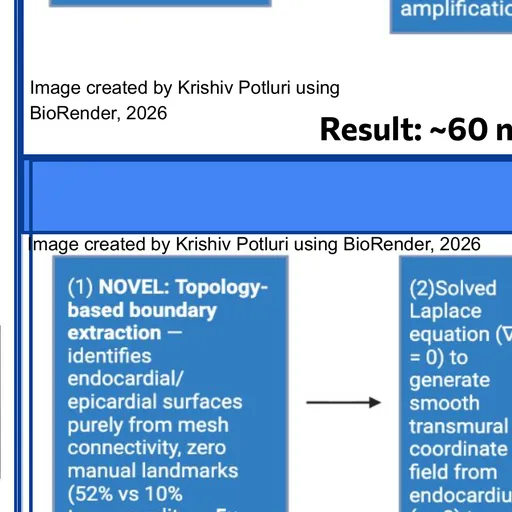 amplificatio
Image created by Krishiv Potluri using
BioRender, 2026
Result: ~60 m
Image created by Krishiv Potluri using BioRender, 2026
(1) NOVEL: Topology-
based boundary
extraction —
identifies
endocardial/
epicardial surfaces
purely from mesh
connectivity, zero
manual landmarks
(52% vs 10%
(2)Solved
Laplace
equation (∇
= 0) to
generate
smooth
transmural
coordinate
field from
endocardiu